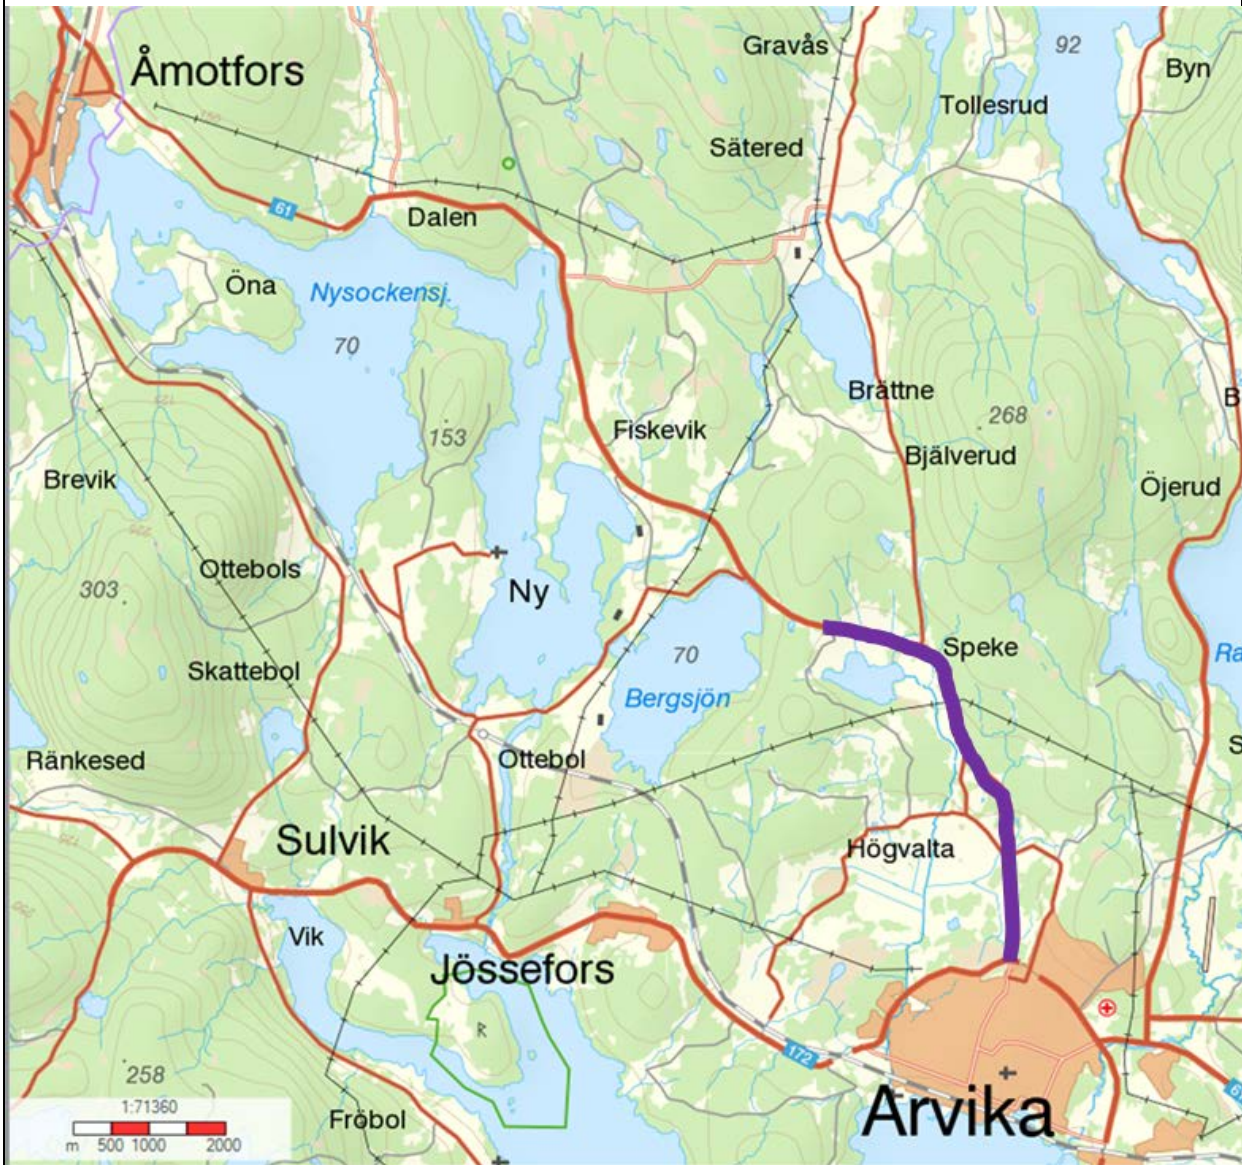 Gravås
92
Byn
Åmotfors
Tollesrud
Sätered
61
Dalen
Öna
Nysockensj.
70
Brättne
B
268
153
Fiskevik
Bjälverud
Brevik
Öjerud
Ottebols
303
Ny
Speke
70
Ra
Skattebol
Bergsjön
S
Ränkesed
Ottebol
Sulvik
Högvalta
Vik
Jössefors
R
172
258
61
1:71360
Arvika
Fröbol
m 500 1000 2000